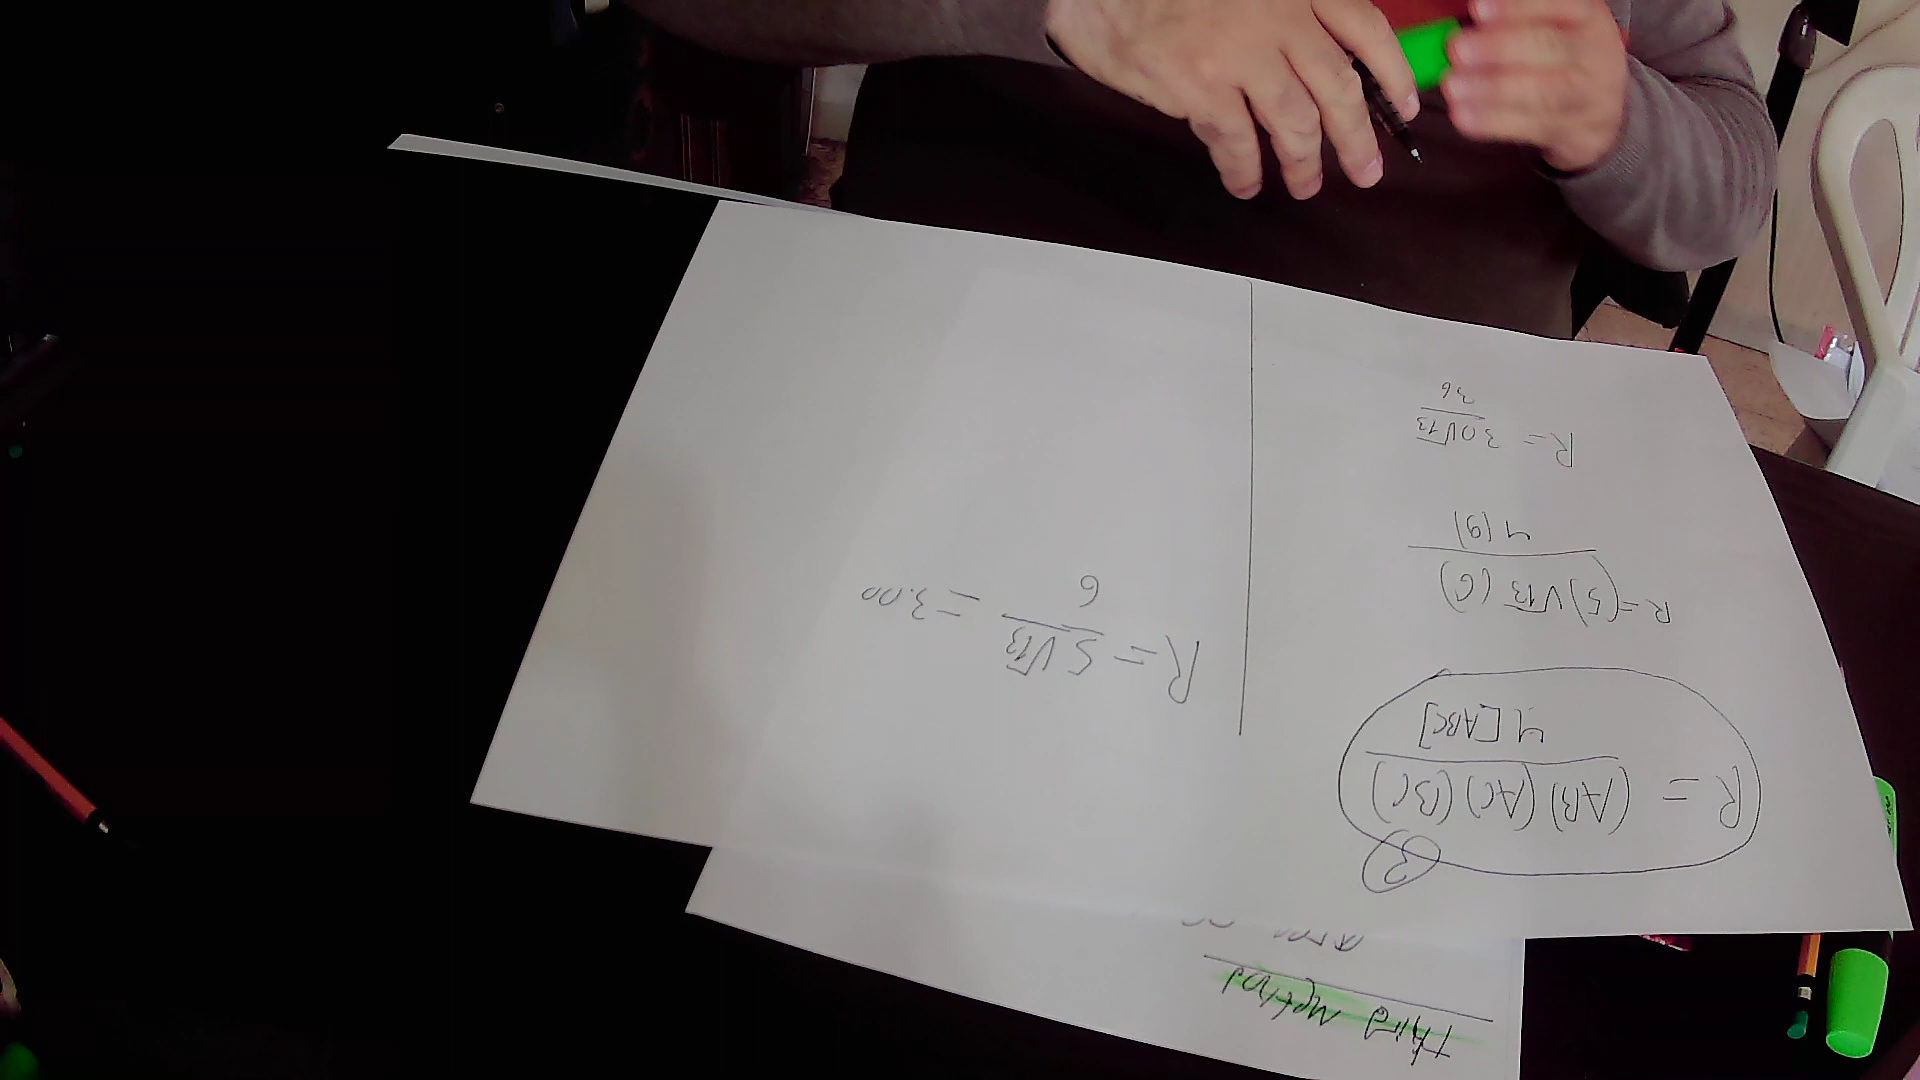 Third Method
R = (AB)(AC)(BC)
4[ABC]
R = (5)√13 (6)
4(9)
R = 30√13
36
R = 5√13 = 3.00
6